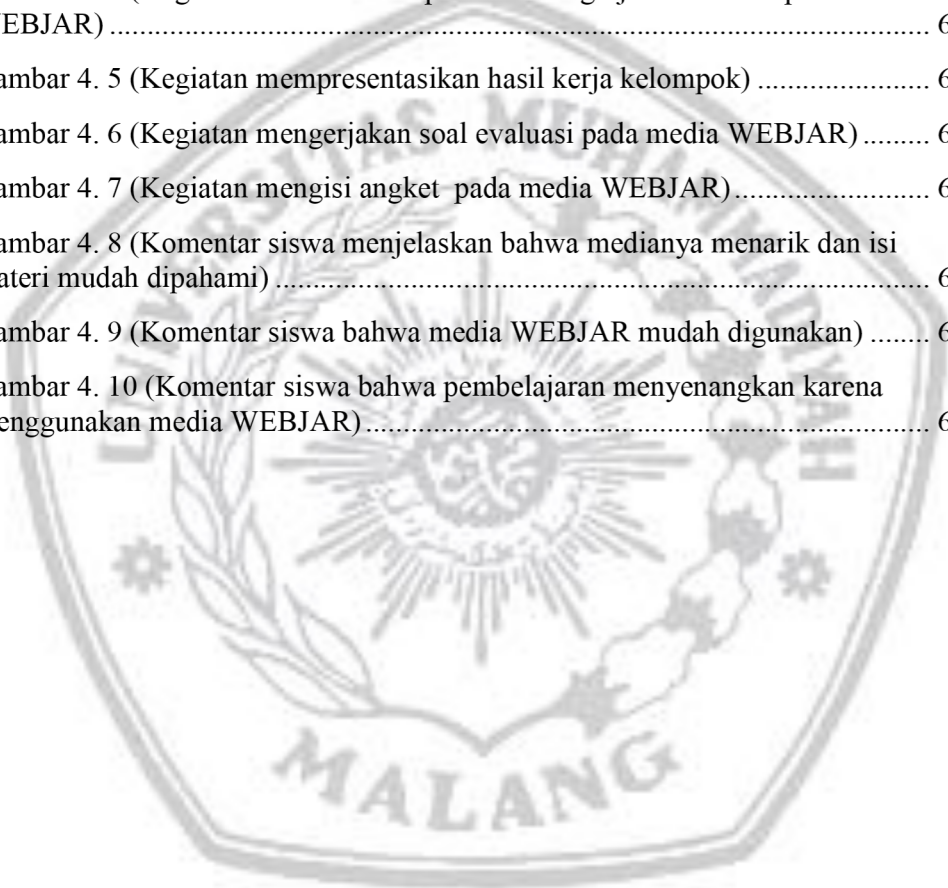 EBJAR) ........ 6
ambar 4. 5 (Kegiatan mempresentasikan hasil kerja kelompok) ........ 6
ambar 4. 6 (Kegiatan mengerjakan soal evaluasi pada media WEBJAR) ........ 6
ambar 4. 7 (Kegiatan mengisi angket  pada media WEBJAR) ........ 6
ambar 4. 8 (Komentar siswa menjelaskan bahwa medianya menarik dan isi
ateri mudah dipahami) ........ 6
ambar 4. 9 (Komentar siswa bahwa media WEBJAR mudah digunakan) ........ 6
ambar 4. 10 (Komentar siswa bahwa pembelajaran menyenangkan karena
enggunakan media WEBJAR) ........ 6
UNIVERSITAS MUHAMMADIYAH
MALANG